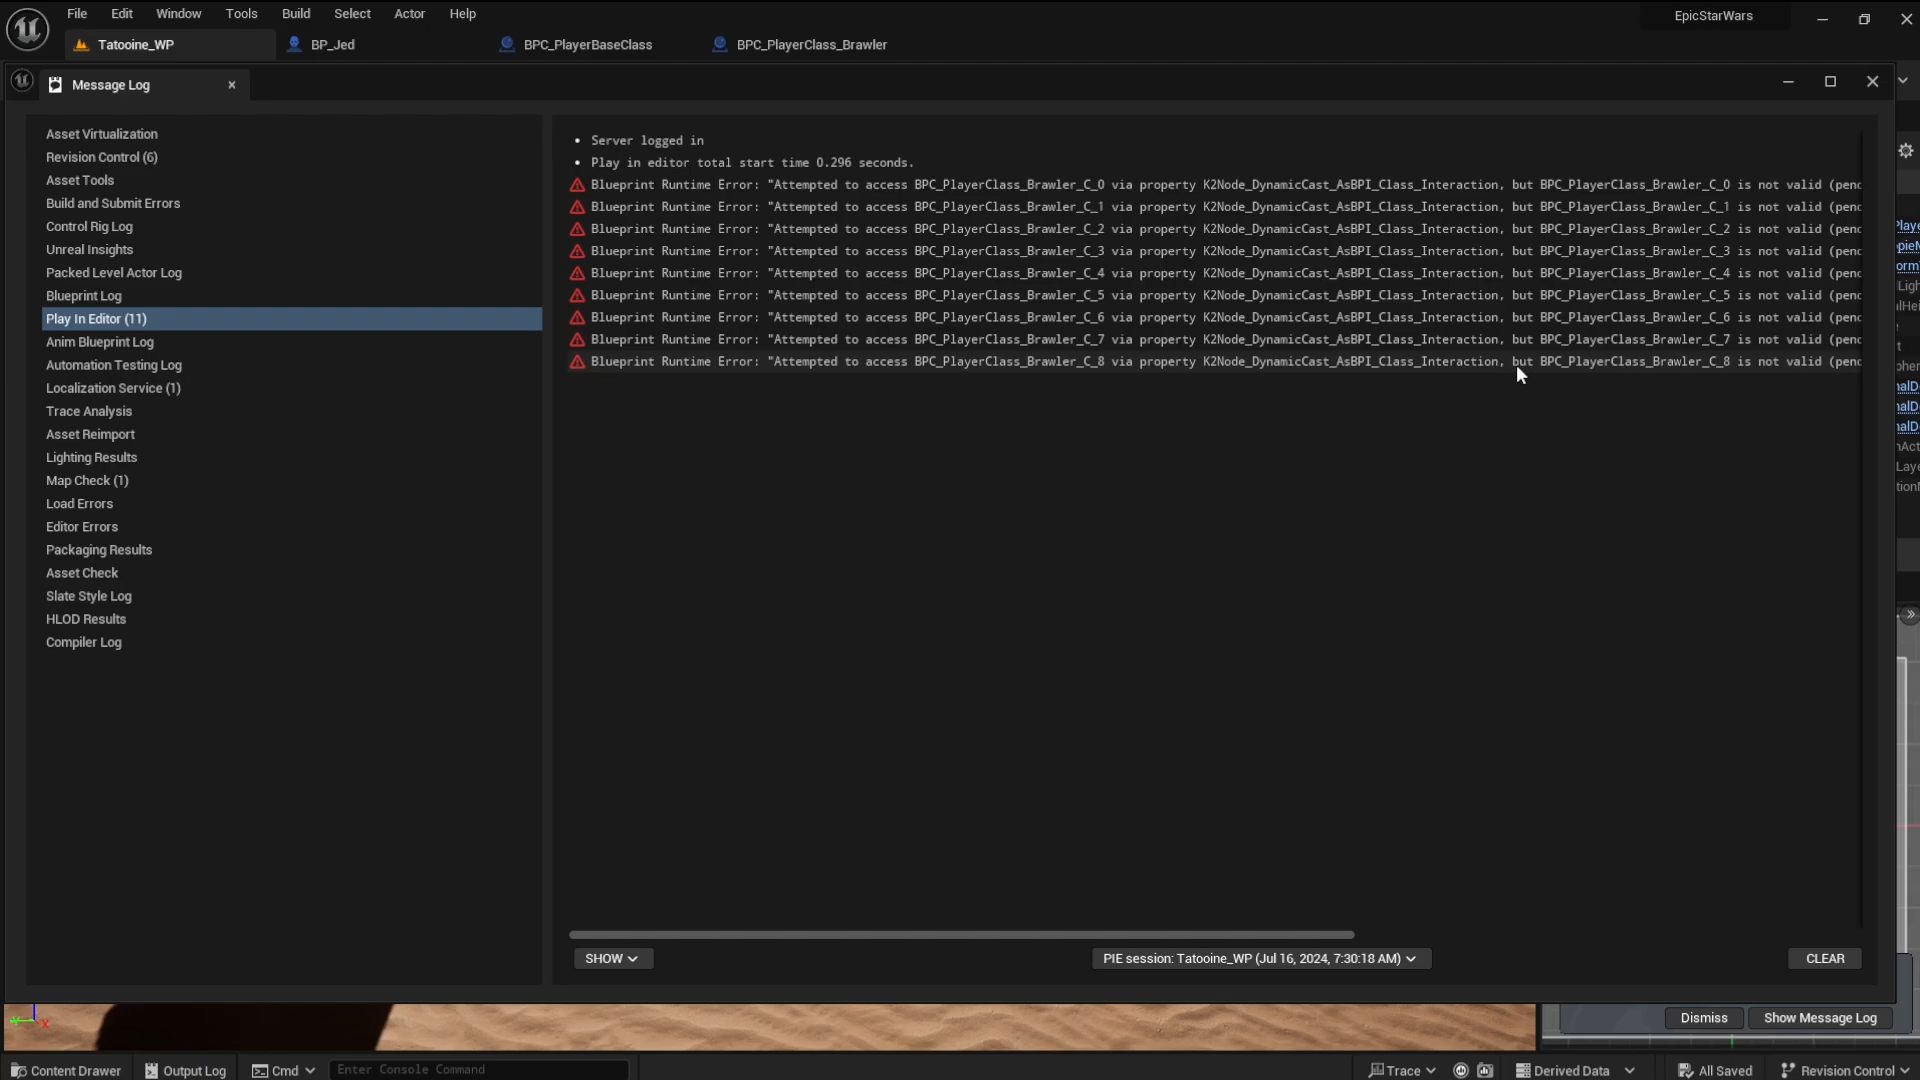 File Edit Window Tools Build Select Actor Help
EpicStarWars
Tatooine_WP BP_Jed BPC_PlayerBaseClass BPC_PlayerClass_Brawler
Message Log
Asset Virtualization
Revision Control (6)
Asset Tools
Build and Submit Errors
Control Rig Log
Unreal Insights
Packed Level Actor Log
Blueprint Log
Play In Editor (11)
Anim Blueprint Log
Automation Testing Log
Localization Service (1)
Trace Analysis
Asset Reimport
Lighting Results
Map Check (1)
Load Errors
Editor Errors
Packaging Results
Asset Check
Slate Style Log
HLOD Results
Compiler Log
• Server logged in
• Play in editor total start time 0.296 seconds.
Blueprint Runtime Error: "Attempted to access BPC_PlayerClass_Brawler_C_0 via property K2Node_DynamicCast_AsBPI_Class_Interaction, but BPC_PlayerClass_Brawler_C_0 is not valid (pend
Blueprint Runtime Error: "Attempted to access BPC_PlayerClass_Brawler_C_1 via property K2Node_DynamicCast_AsBPI_Class_Interaction, but BPC_PlayerClass_Brawler_C_1 is not valid (pend
Blueprint Runtime Error: "Attempted to access BPC_PlayerClass_Brawler_C_2 via property K2Node_DynamicCast_AsBPI_Class_Interaction, but BPC_PlayerClass_Brawler_C_2 is not valid (pend
Blueprint Runtime Error: "Attempted to access BPC_PlayerClass_Brawler_C_3 via property K2Node_DynamicCast_AsBPI_Class_Interaction, but BPC_PlayerClass_Brawler_C_3 is not valid (pend
Blueprint Runtime Error: "Attempted to access BPC_PlayerClass_Brawler_C_4 via property K2Node_DynamicCast_AsBPI_Class_Interaction, but BPC_PlayerClass_Brawler_C_4 is not valid (pend
Blueprint Runtime Error: "Attempted to access BPC_PlayerClass_Brawler_C_5 via property K2Node_DynamicCast_AsBPI_Class_Interaction, but BPC_PlayerClass_Brawler_C_5 is not valid (pend
Blueprint Runtime Error: "Attempted to access BPC_PlayerClass_Brawler_C_6 via property K2Node_DynamicCast_AsBPI_Class_Interaction, but BPC_PlayerClass_Brawler_C_6 is not valid (pend
Blueprint Runtime Error: "Attempted to access BPC_PlayerClass_Brawler_C_7 via property K2Node_DynamicCast_AsBPI_Class_Interaction, but BPC_PlayerClass_Brawler_C_7 is not valid (pend
Blueprint Runtime Error: "Attempted to access BPC_PlayerClass_Brawler_C_8 via property K2Node_DynamicCast_AsBPI_Class_Interaction, but BPC_PlayerClass_Brawler_C_8 is not valid (pend
SHOW PIE session: Tatooine_WP (Jul 16, 2024, 7:30:18 AM) CLEAR
Dismiss Show Message Log
Content Drawer Output Log Cmd Enter Console Command Trace Derived Data All Saved Revision Control